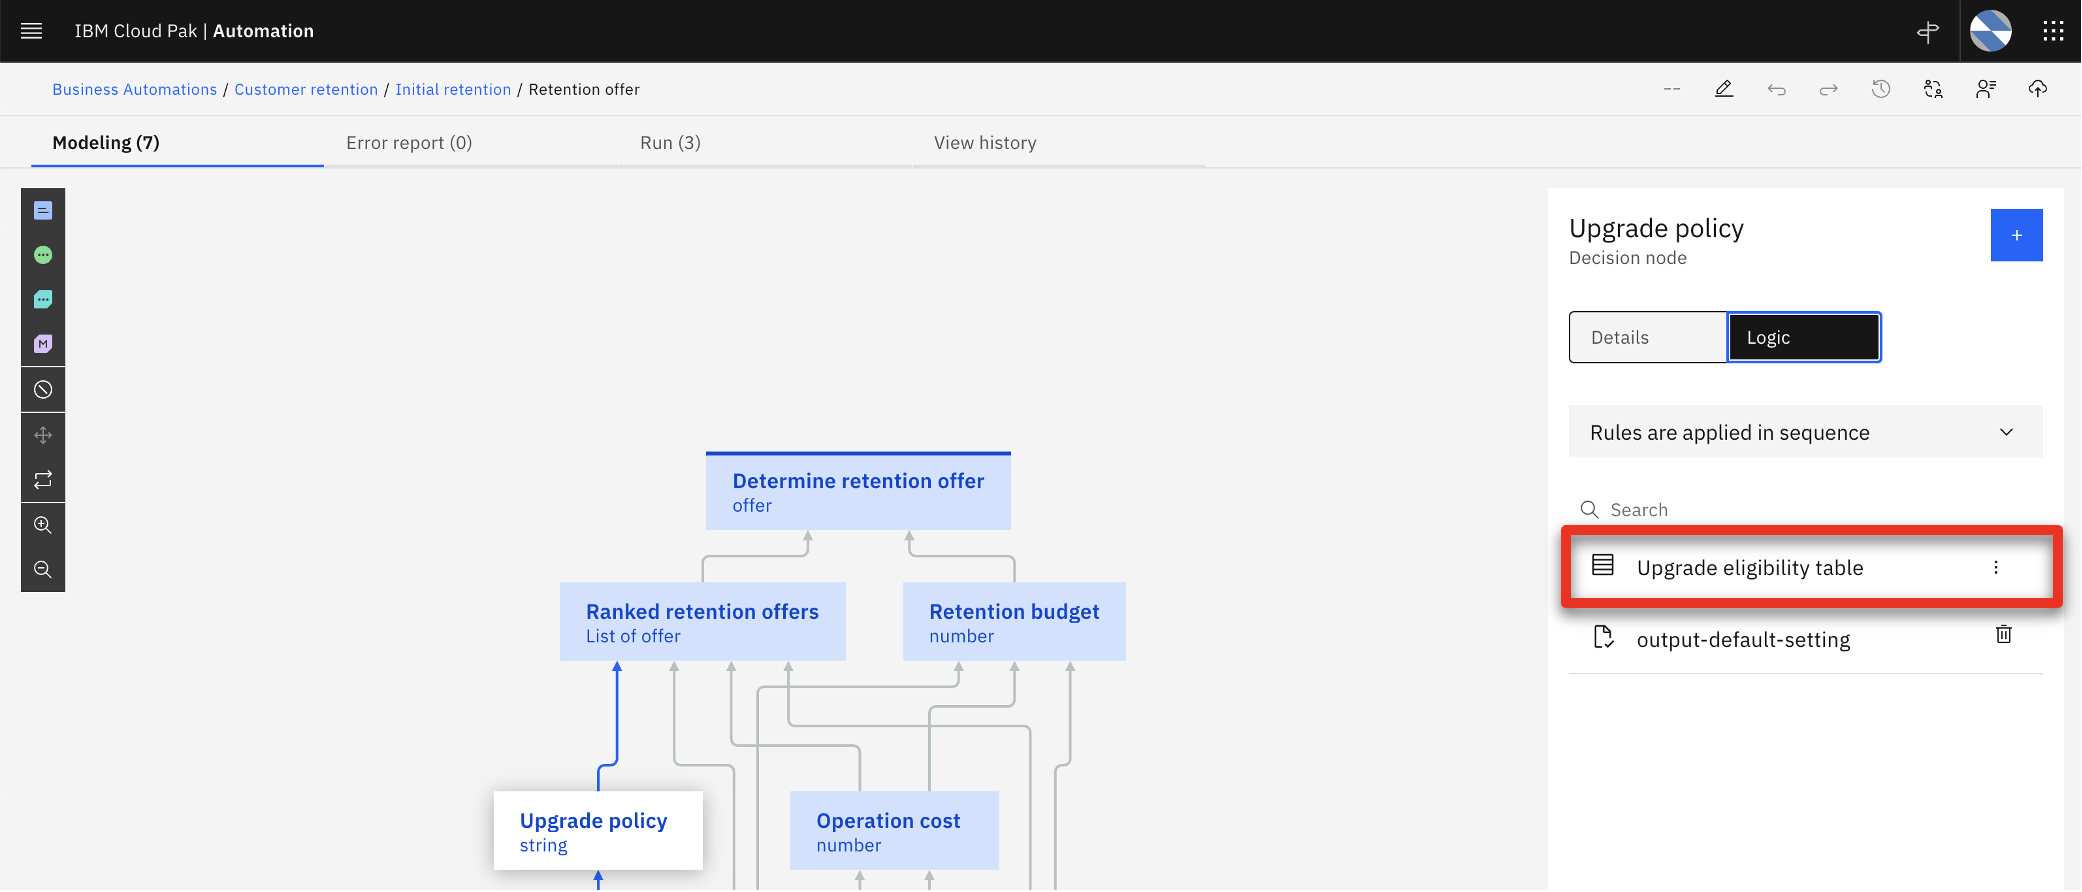 IBM Cloud Pak | Automation
Business Automations / Customer retention / Initial retention / Retention offer
--
Modeling (7)
Error report (0)
Run (3)
View history
M
Upgrade policy
Decision node
+
Details
Logic
Rules are applied in sequence
Search
Upgrade eligibility table
output-default-setting
Determine retention offer
offer
Ranked retention offers
List of offer
Retention budget
number
Upgrade policy
string
Operation cost
number